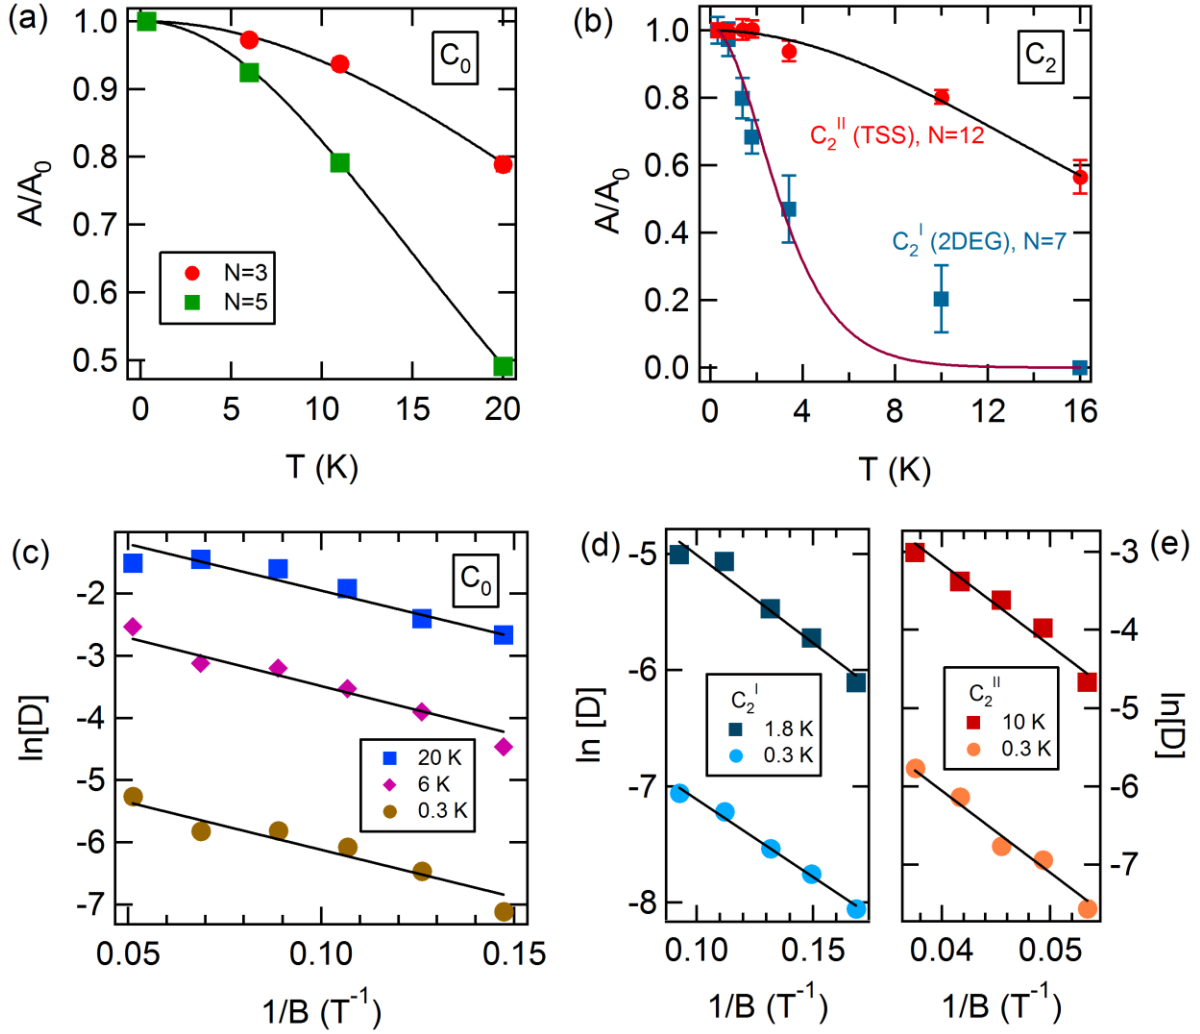 (a)
1.0
0.9
0.8
0.7
0.6
0.5
A/A₀
C₀
N=3
N=5
0
5
10
15
20
T (K)
(b)
1.0
0.8
0.6
0.4
0.2
0.0
A/A₀
C₂
C₂ᴵᴵ (TSS), N=12
C₂ᴵ (2DEG), N=7
0
4
8
12
16
T (K)
(c)
-2
-3
-4
-5
-6
-7
ln[D]
C₀
20 K
6 K
0.3 K
0.05
0.10
0.15
1/B (T⁻¹)
(d)
-5
-6
-7
-8
ln [D]
C₂ᴵ
1.8 K
0.3 K
0.10
0.15
1/B (T⁻¹)
(e)
-3
-4
-5
-6
-7
ln[D]
C₂ᴵᴵ
10 K
0.3 K
0.04
0.05
1/B (T⁻¹)